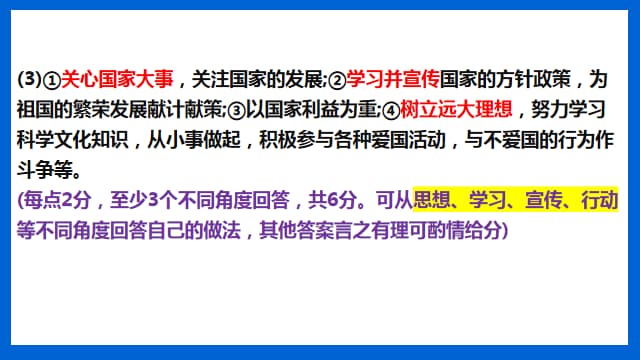 (3)①关心国家大事，关注国家的发展;②学习并宣传国家的方针政策，为
祖国的繁荣发展献计献策;③以国家利益为重;④树立远大理想，努力学习
科学文化知识，从小事做起，积极参与各种爱国活动，与不爱国的行为作
斗争等。
(每点2分，至少3个不同角度回答，共6分。可从思想、学习、宣传、行动
等不同角度回答自己的做法，其他答案言之有理可酌情给分)